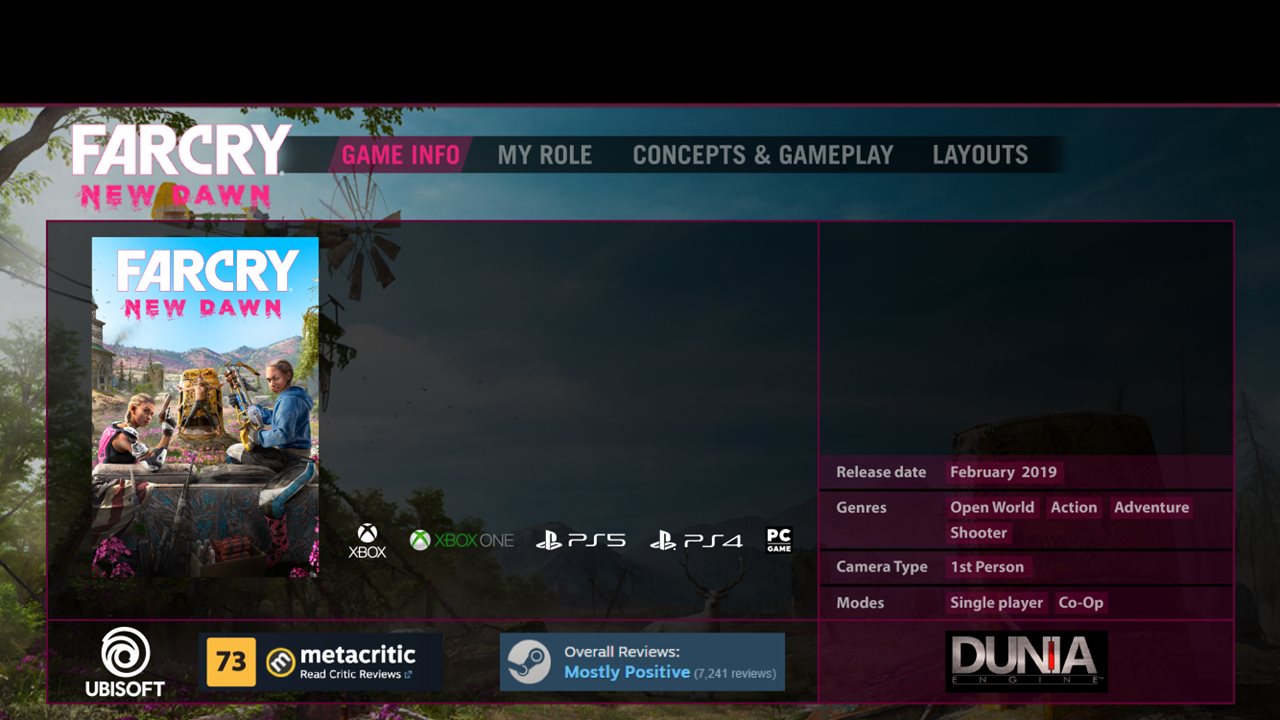 FARCRY
NEW DAWN
GAME INFO
MY ROLE
CONCEPTS & GAMEPLAY
LAYOUTS
FARCRY
NEW DAWN
XBOX
XBOX ONE
PS5
PS4
PC
GAME
Release date February 2019
Genres Open World Action Adventure
Shooter
Camera Type 1st Person
Modes Single player Co-Op
UBISOFT
73
metacritic
Read Critic Reviews
Overall Reviews:
Mostly Positive (7,241 reviews)
DUNIA
ENGINE™